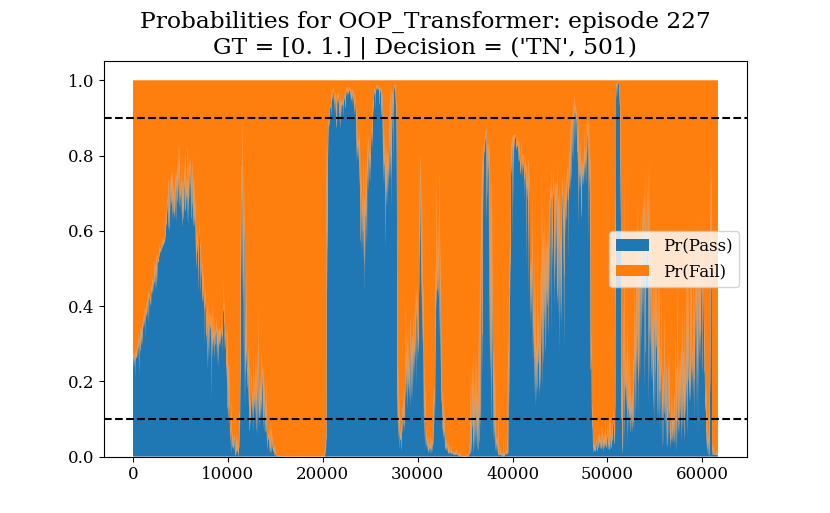 Probabilities for OOP_Transformer: episode 227
GT = [0. 1.] | Decision = ('TN', 501)
1.0
0.8
0.6
0.4
0.2
0.0
Pr(Pass)
Pr(Fail)
0 10000 20000 30000 40000 50000 60000